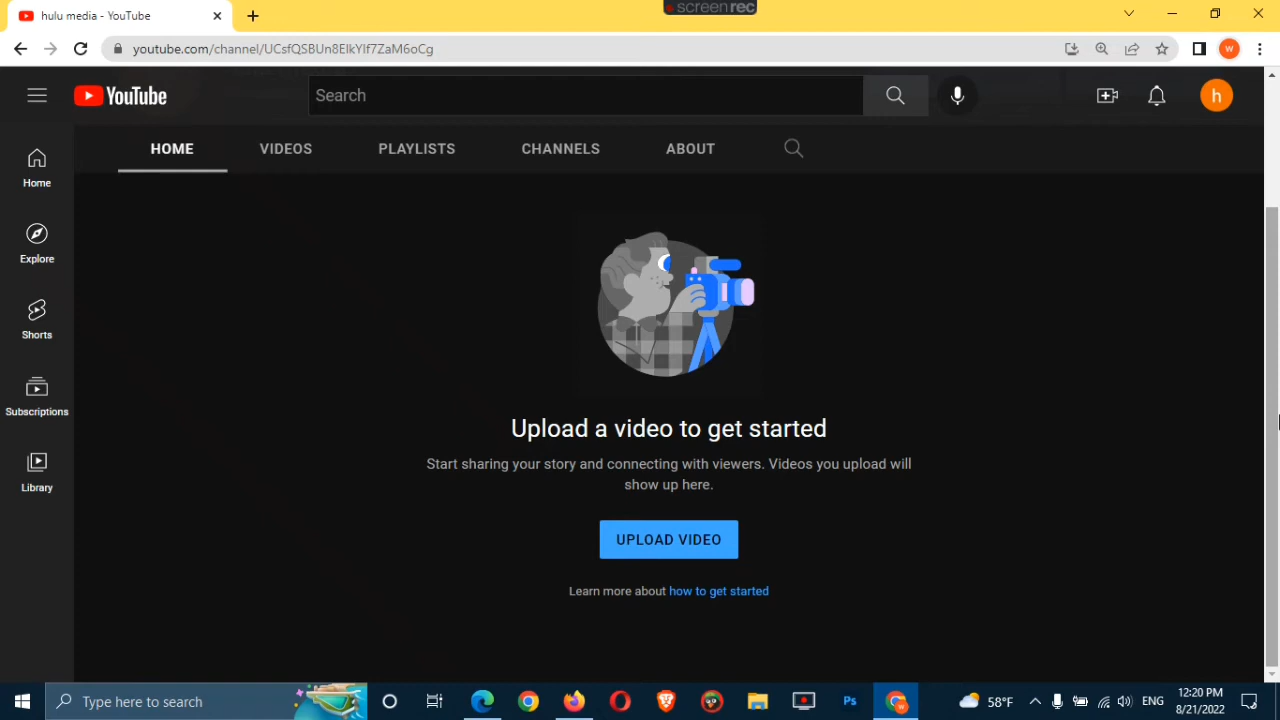 screenrec
hulu media - YouTube
youtube.com/channel/UCsfQSBUn8ElkYlf7ZaM6oCg
W
YouTube
Search
h
HOME VIDEOS PLAYLISTS CHANNELS ABOUT
Home
Explore
Shorts
Subscriptions
Library
Upload a video to get started
Start sharing your story and connecting with viewers. Videos you upload will
show up here.
UPLOAD VIDEO
Learn more about how to get started
Type here to search
Ps
58°F
ENG
12:20 PM
8/21/2022